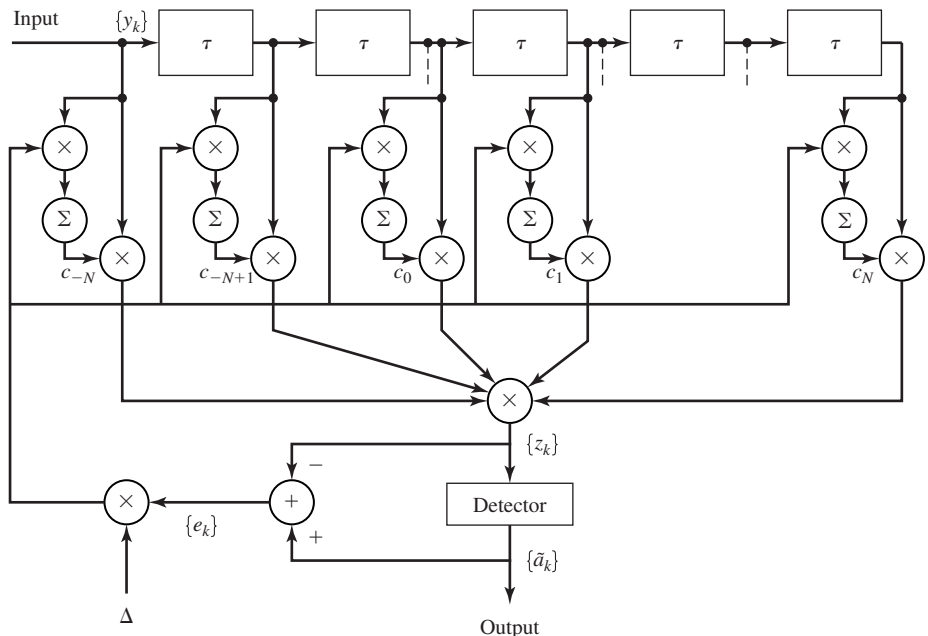 Input
{y_k}
τ τ τ τ τ
× × × × ×
Σ Σ Σ Σ Σ
× × × × ×
c_{−N} c_{−N+1} c_0 c_1 c_N
×
{z_k}
−
× + Detector
{e_k}
+
{ã_k}
Δ
Output